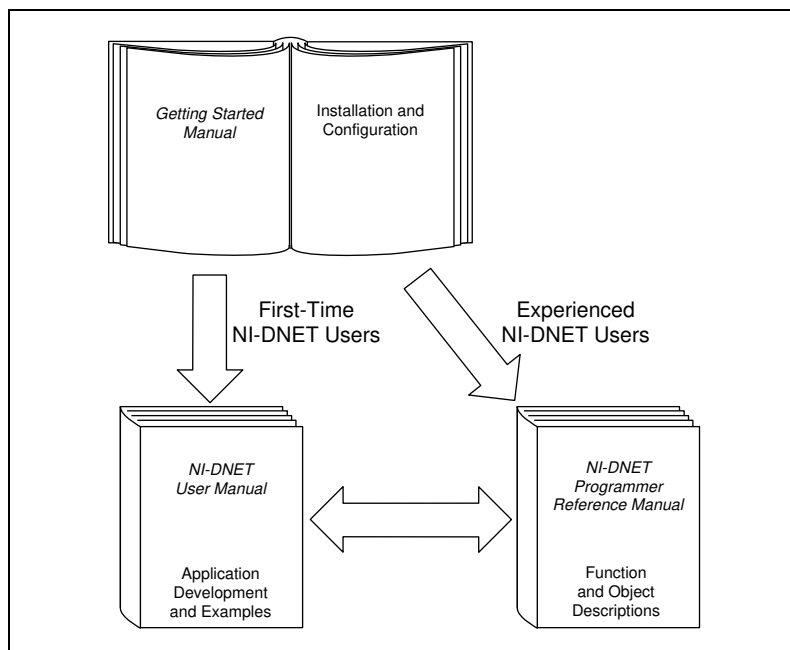 Getting Started
Manual
Installation and
Configuration
First-Time
NI-DNET Users
Experienced
NI-DNET Users
NI-DNET
User Manual
Application
Development
and Examples
NI-DNET
Programmer
Reference Manual
Function
and Object
Descriptions